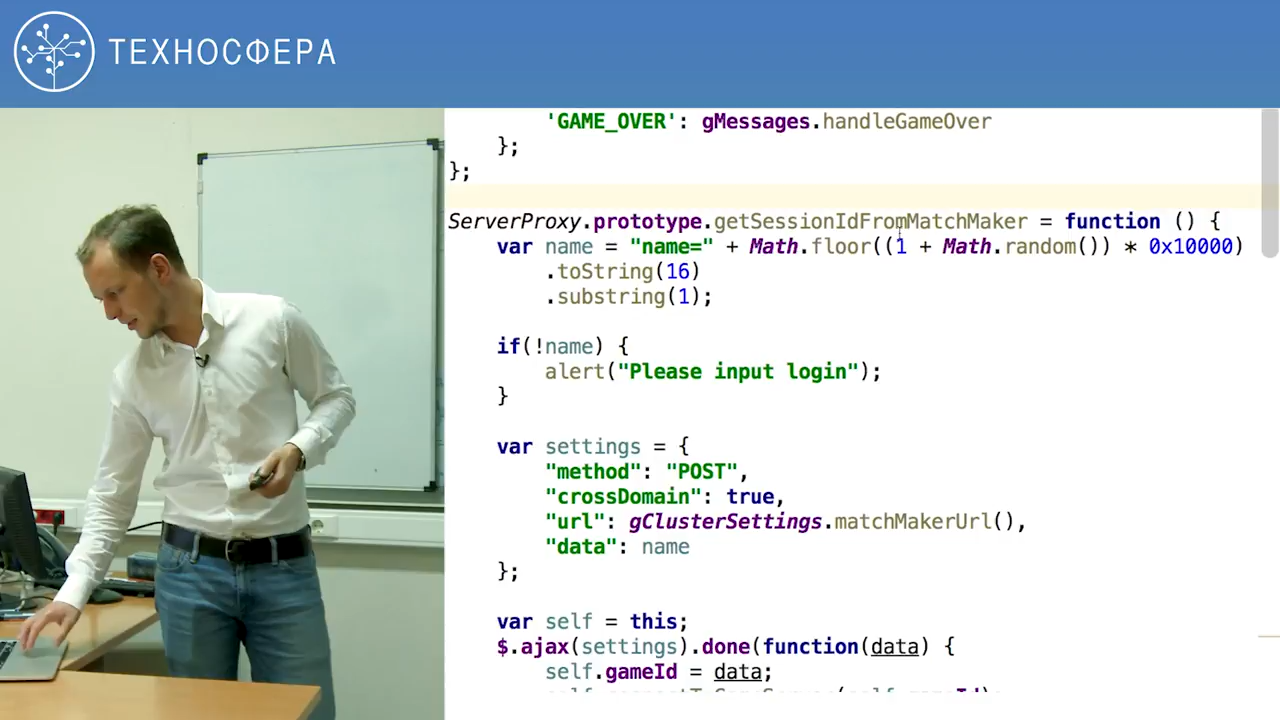 ТЕХНОСФЕРА
'GAME_OVER': gMessages.handleGameOver
};
};
ServerProxy.prototype.getSessionIdFromMatchMaker = function () {
var name = "name=" + Math.floor((1 + Math.random()) * 0x10000)
.toString(16)
.substring(1);
if(!name) {
alert("Please input login");
}
var settings = {
"method": "POST",
"crossDomain": true,
"url": gClusterSettings.matchMakerUrl(),
"data": name
};
var self = this;
$.ajax(settings).done(function(data) {
self.gameId = data;